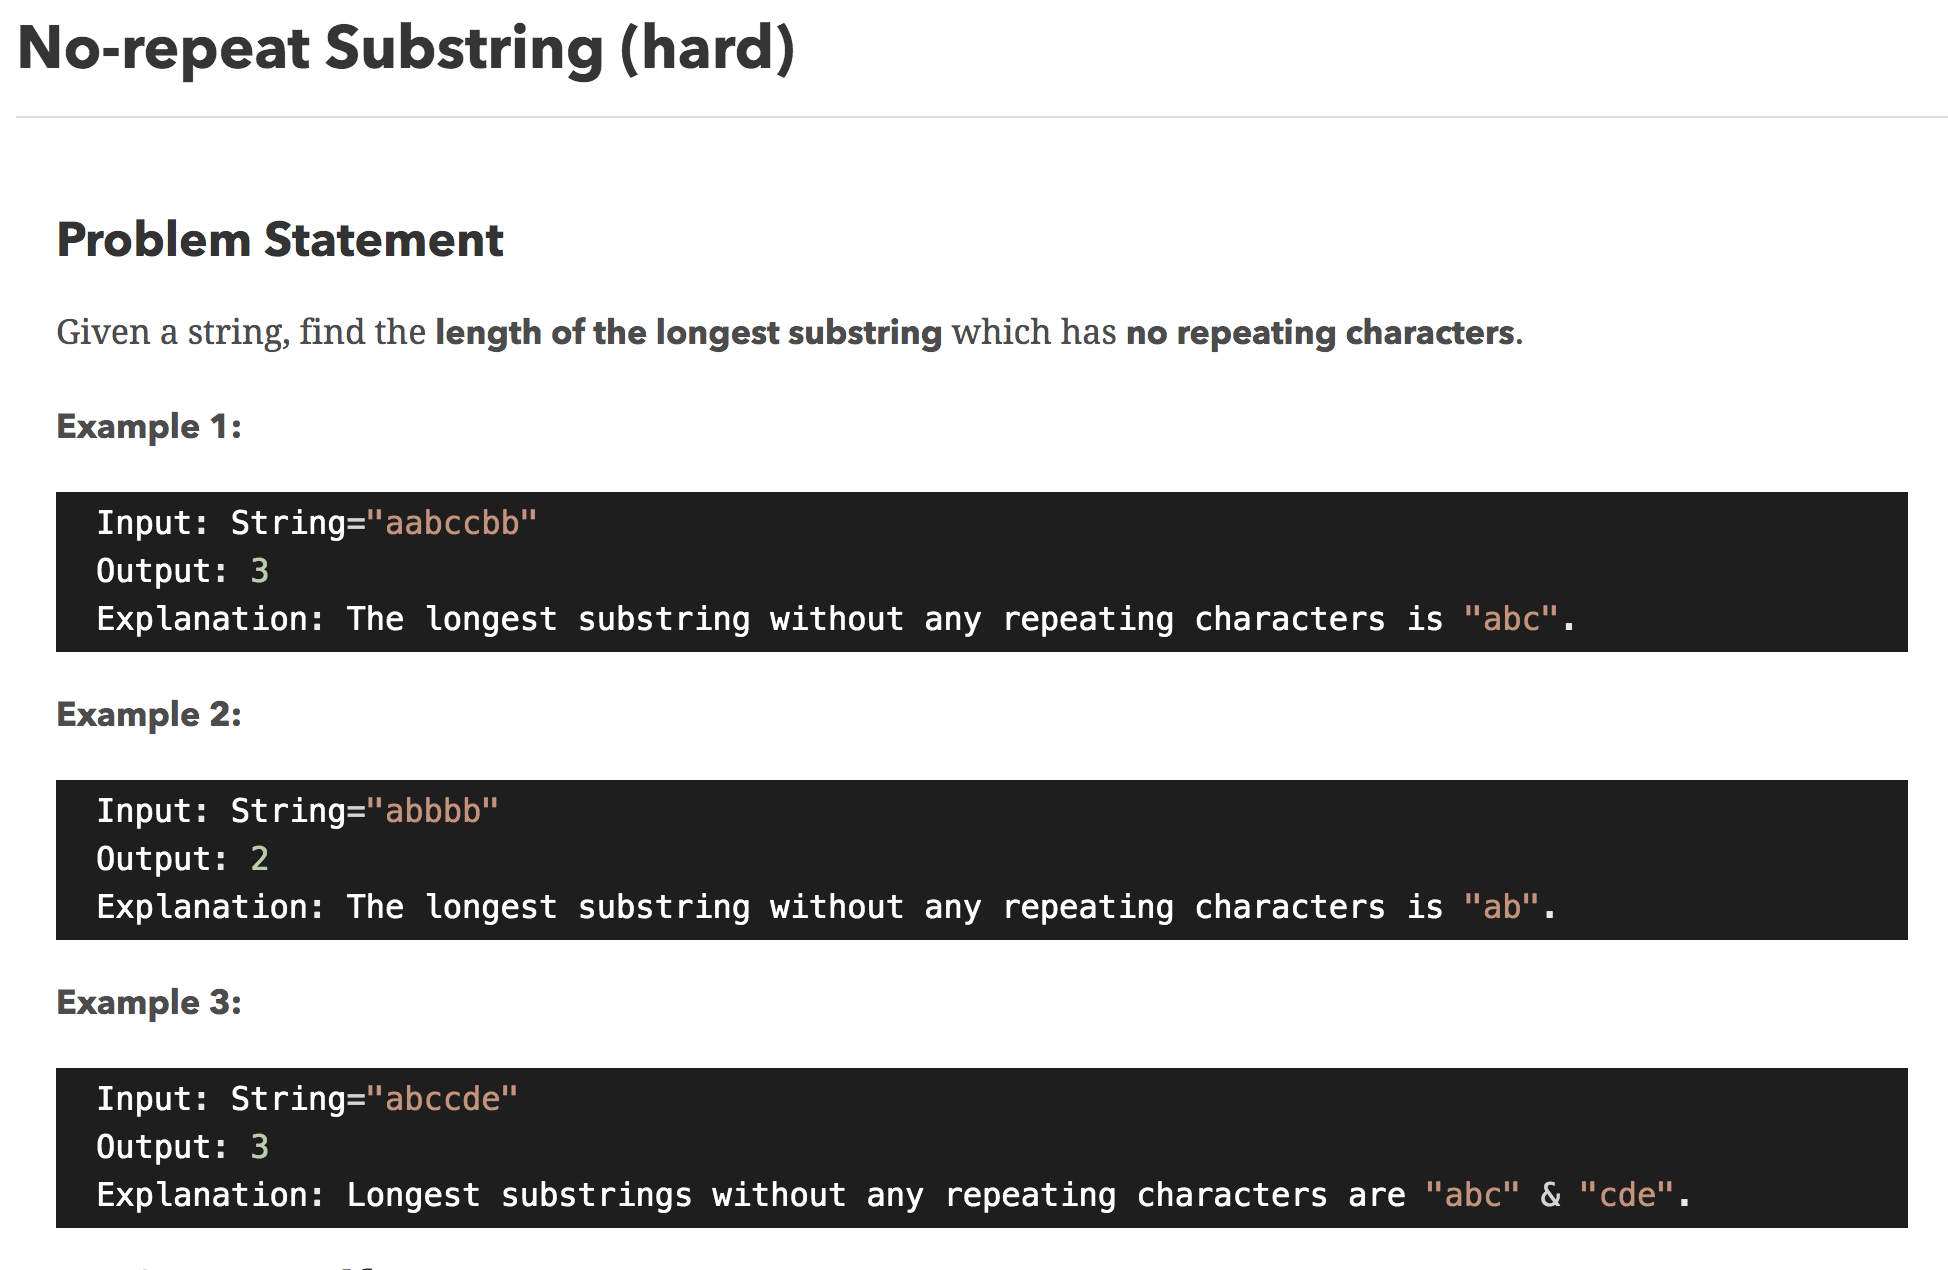 No-repeat Substring (hard)
Problem Statement
Given a string, find the length of the longest substring which has no repeating characters.
Example 1:
Input: String="aabccbb"
Output: 3
Explanation: The longest substring without any repeating characters is "abc".
Example 2:
Input: String="abbbb"
Output: 2
Explanation: The longest substring without any repeating characters is "ab".
Example 3:
Input: String="abccde"
Output: 3
Explanation: Longest substrings without any repeating characters are "abc" & "cde".